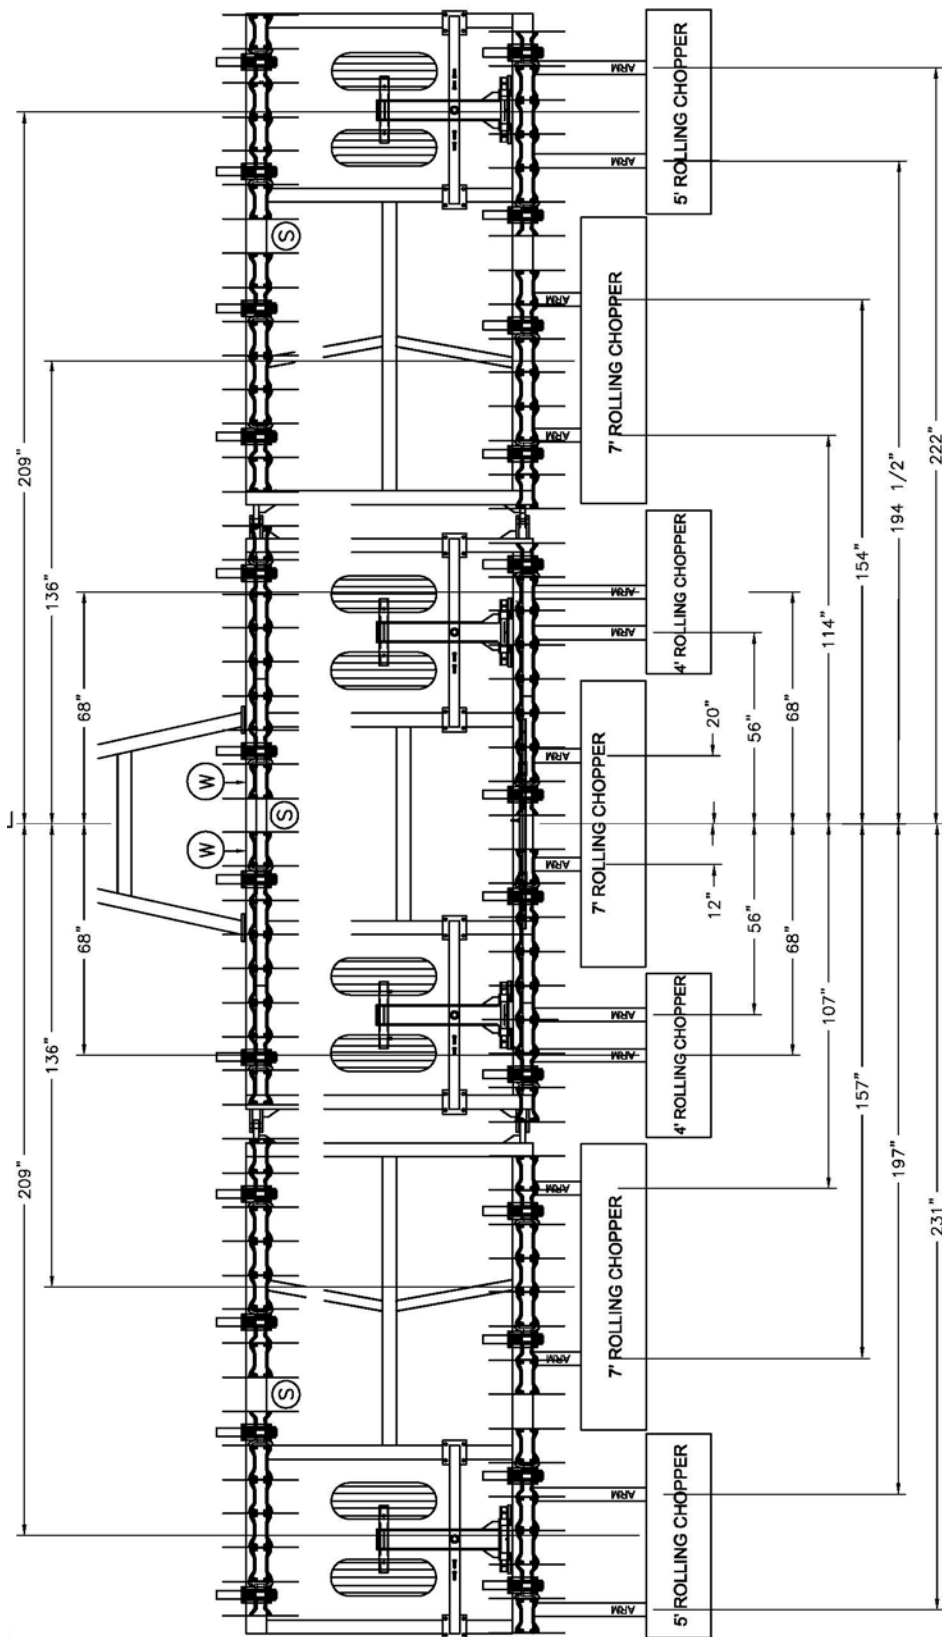 209"
136"
68"
68"
136"
209"
W
W
S
S
S
ARM
ARM
5' ROLLING CHOPPER
ARM
ARM
7' ROLLING CHOPPER
ARM
ARM
4' ROLLING CHOPPER
ARM
ARM
7' ROLLING CHOPPER
ARM
ARM
4' ROLLING CHOPPER
ARM
ARM
7' ROLLING CHOPPER
ARM
ARM
5' ROLLING CHOPPER
20"
56"
68"
114"
154"
194 1/2"
222"
12"
56"
68"
107"
157"
197"
231"